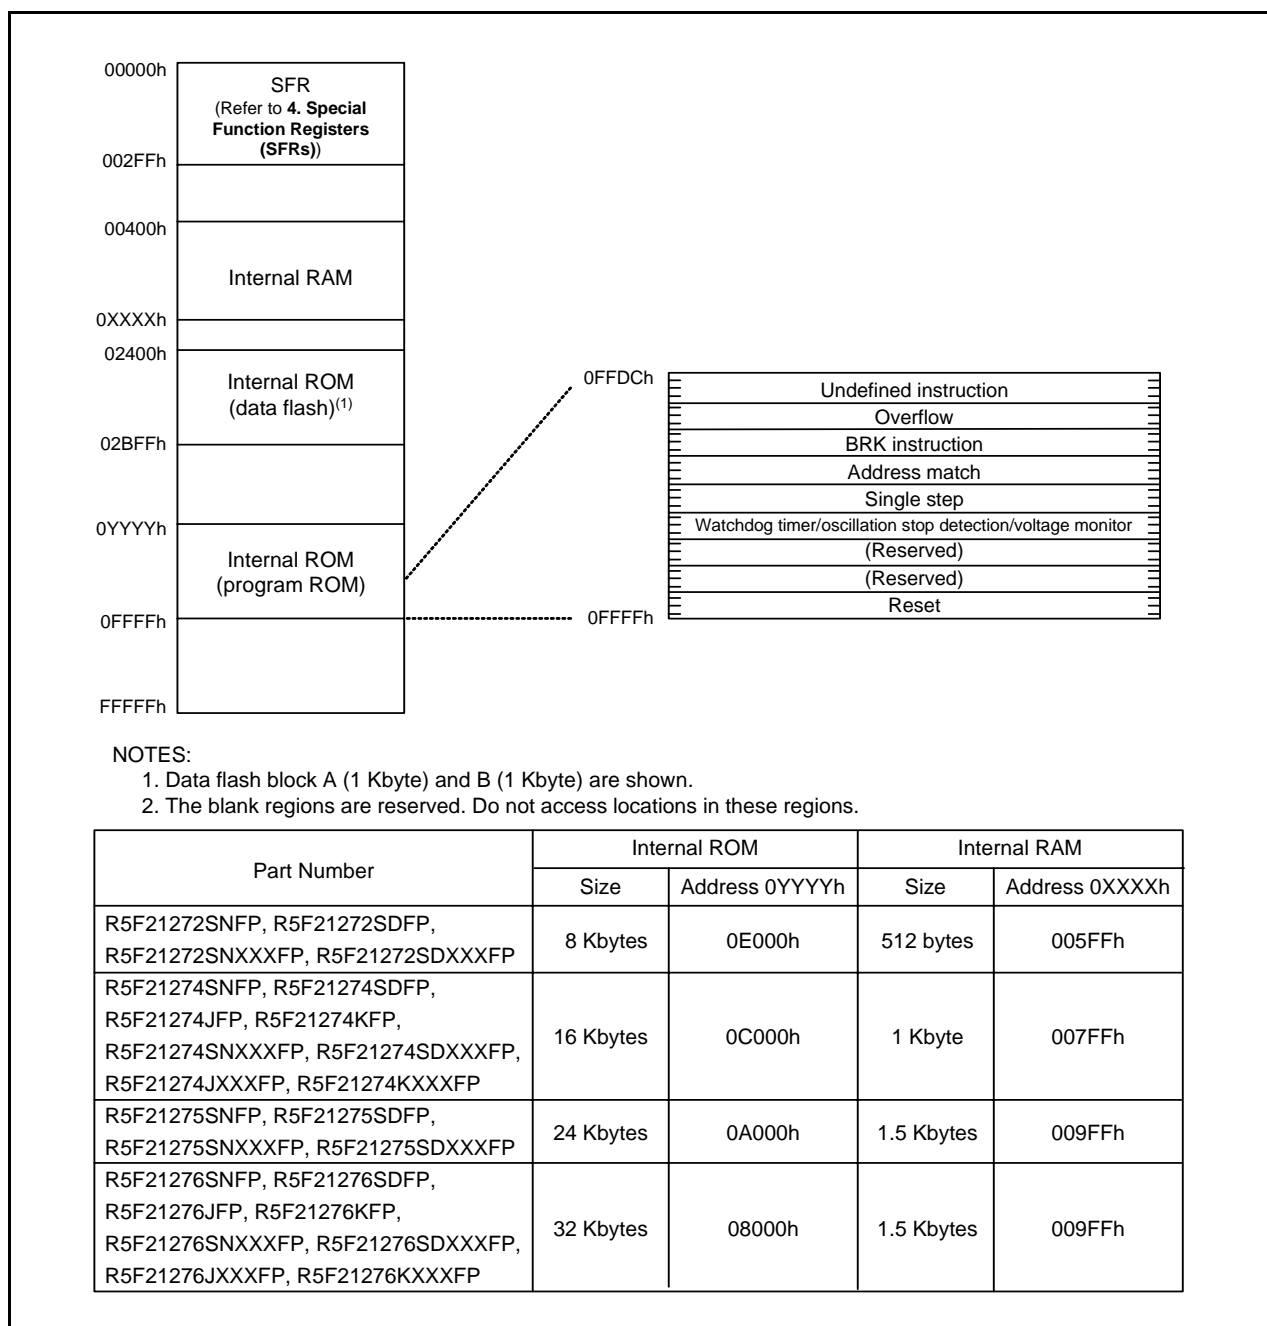 00000h
SFR
(Refer to 4. Special
Function Registers
(SFRs))
002FFh
00400h
Internal RAM
0XXXXh
02400h
Internal ROM
(data flash)(1)
02BFFh
0YYYYh
Internal ROM
(program ROM)
0FFFFh
FFFFFh
0FFDCh
Undefined instruction
Overflow
BRK instruction
Address match
Single step
Watchdog timer/oscillation stop detection/voltage monitor
(Reserved)
(Reserved)
Reset
0FFFFh
NOTES:
1. Data flash block A (1 Kbyte) and B (1 Kbyte) are shown.
2. The blank regions are reserved. Do not access locations in these regions.
Part Number
Internal ROM
Internal RAM
Size
Address 0YYYYh
Size
Address 0XXXXh
R5F21272SNFP, R5F21272SDFP,
R5F21272SNXXXFP, R5F21272SDXXXFP
8 Kbytes
0E000h
512 bytes
005FFh
R5F21274SNFP, R5F21274SDFP,
R5F21274JFP, R5F21274KFP,
R5F21274SNXXXFP, R5F21274SDXXXFP,
R5F21274JXXXFP, R5F21274KXXXFP
16 Kbytes
0C000h
1 Kbyte
007FFh
R5F21275SNFP, R5F21275SDFP,
R5F21275SNXXXFP, R5F21275SDXXXFP
24 Kbytes
0A000h
1.5 Kbytes
009FFh
R5F21276SNFP, R5F21276SDFP,
R5F21276JFP, R5F21276KFP,
R5F21276SNXXXFP, R5F21276SDXXXFP,
R5F21276JXXXFP, R5F21276KXXXFP
32 Kbytes
08000h
1.5 Kbytes
009FFh